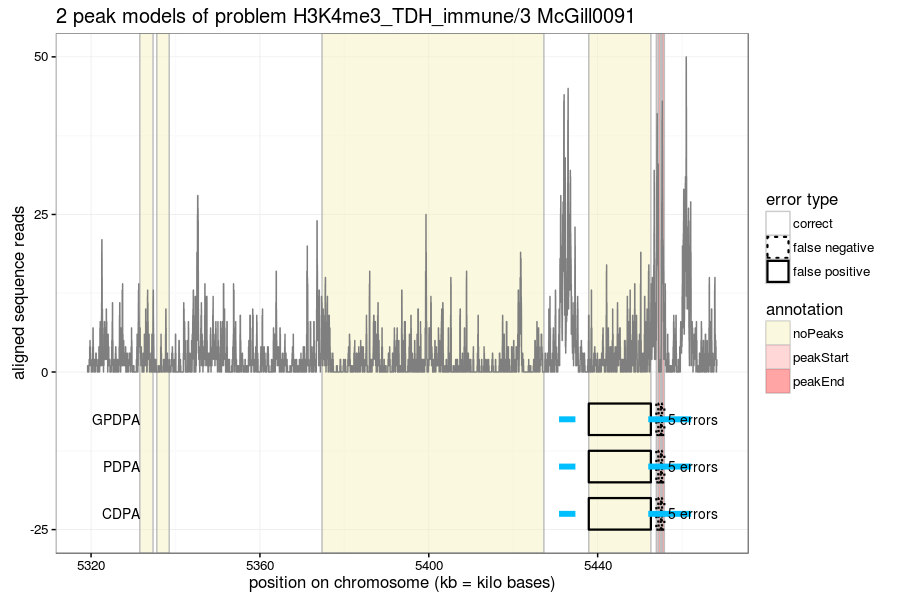 2 peak models of problem H3K4me3_TDH_immune/3 McGill0091
aligned sequence reads
50
25
0
-25
GPDPA
5 errors
PDPA
5 errors
CDPA
5 errors
5320
5360
5400
5440
position on chromosome (kb = kilo bases)
error type
correct
false negative
false positive
annotation
noPeaks
peakStart
peakEnd